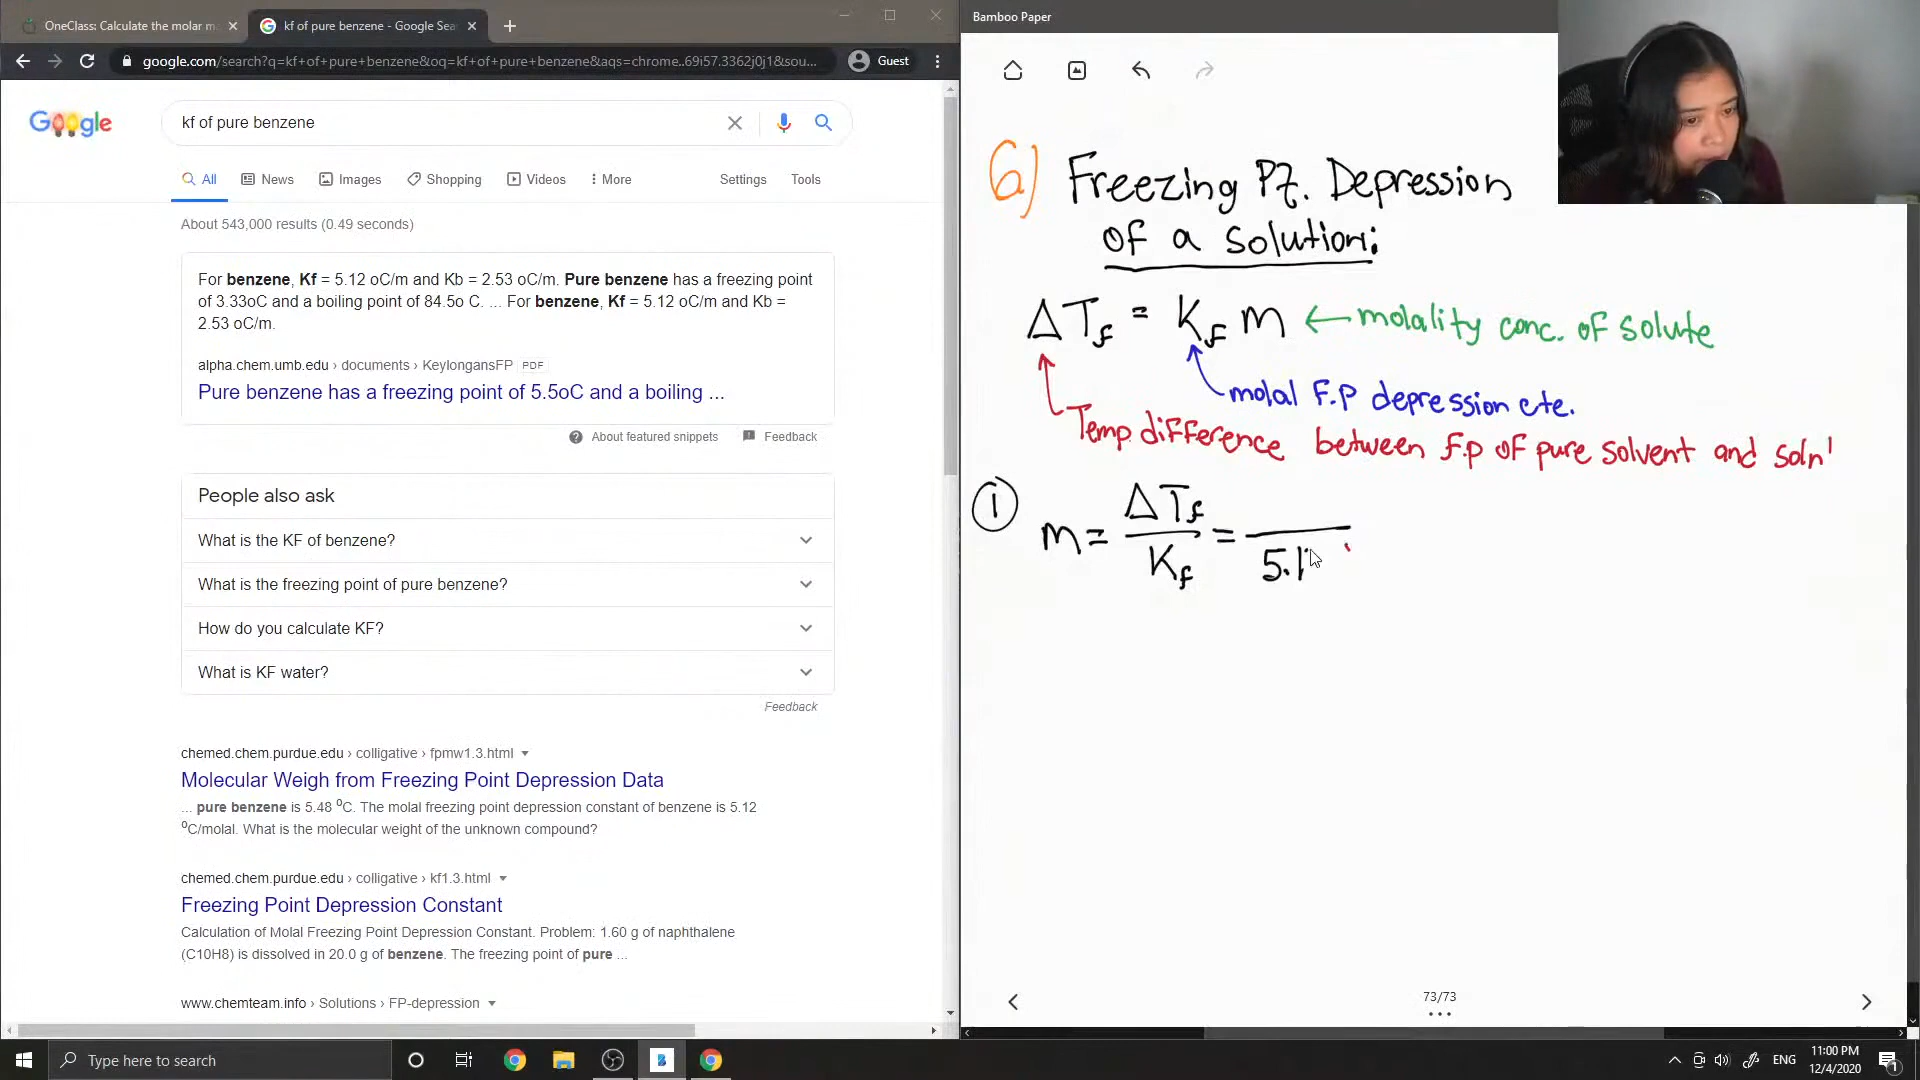 OneClass: Calculate the molar m
kf of pure benzene - Google Sea
google.com/search?q=kf+of+pure+benzene&oq=kf+of+pure+benzene&aqs=chrome..69i57.3362j0j1&sou...
Guest
Google
kf of pure benzene
All
News
Images
Shopping
Videos
More
Settings
Tools
About 543,000 results (0.49 seconds)
For benzene, Kf = 5.12 oC/m and Kb = 2.53 oC/m. Pure benzene has a freezing point
of 3.33oC and a boiling point of 84.5o C. ... For benzene, Kf = 5.12 oC/m and Kb =
2.53 oC/m.
alpha.chem.umb.edu › documents › KeylongansFP PDF
Pure benzene has a freezing point of 5.5oC and a boiling ...
About featured snippets
Feedback
People also ask
What is the KF of benzene?
What is the freezing point of pure benzene?
How do you calculate KF?
What is KF water?
Feedback
chemed.chem.purdue.edu › colligative › fpmw1.3.html
Molecular Weigh from Freezing Point Depression Data
... pure benzene is 5.48 ⁰C. The molal freezing point depression constant of benzene is 5.12
⁰C/molal. What is the molecular weight of the unknown compound?
chemed.chem.purdue.edu › colligative › kf1.3.html
Freezing Point Depression Constant
Calculation of Molal Freezing Point Depression Constant. Problem: 1.60 g of naphthalene
(C10H8) is dissolved in 20.0 g of benzene. The freezing point of pure ...
www.chemteam.info › Solutions › FP-depression
Bamboo Paper
6) Freezing Pt. Depression
of a solution:
ΔTf = Kf m ← molality conc. of solute
molal F.P depression cte.
Temp. difference between f.p of pure solvent and soln'
① m = ΔTf / Kf =
5.1
73/73
Type here to search
ENG
11:00 PM
12/4/2020
1